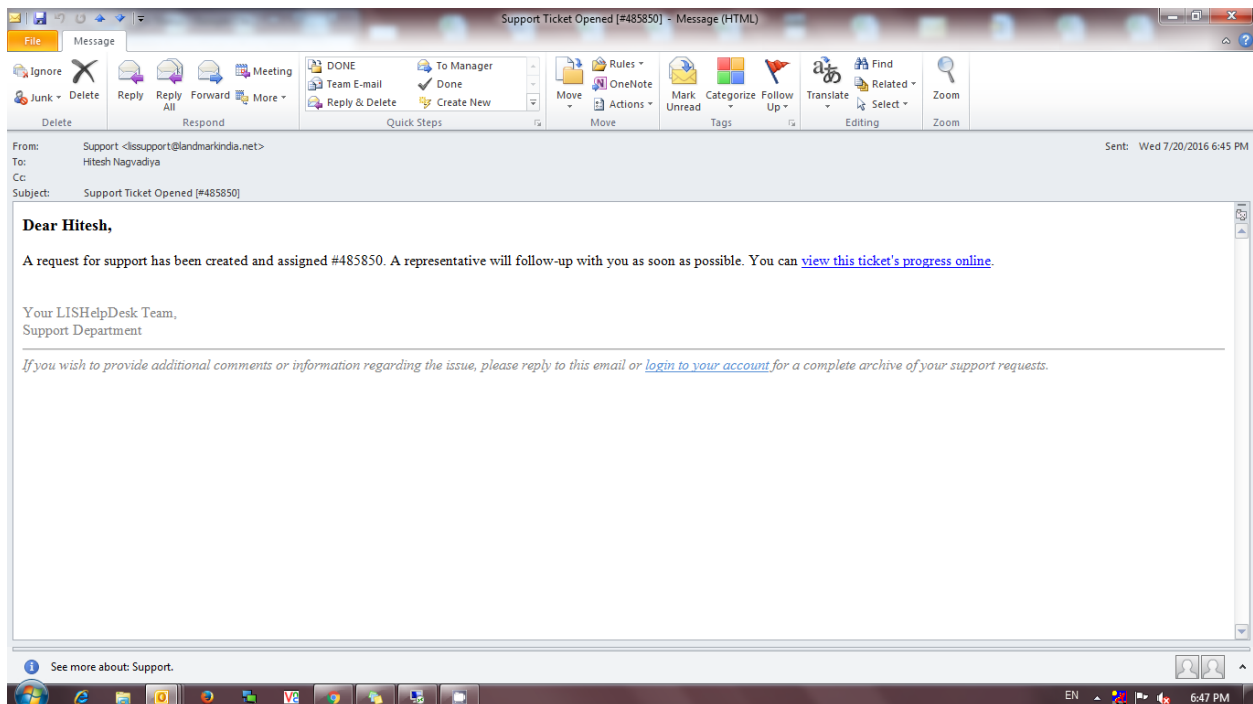 Support Ticket Opened [#485850] - Message (HTML)
File Message
Ignore
Junk
Delete
Reply
Reply All
Forward
Meeting
More
DONE
Team E-mail
Reply & Delete
To Manager
Done
Create New
Move
Rules
OneNote
Actions
Mark Unread
Categorize
Follow Up
Translate
Find
Related
Select
Zoom
Delete Respond Quick Steps Move Tags Editing Zoom
From: Support <lissupport@landmarkindia.net> Sent: Wed 7/20/2016 6:45 PM
To: Hitesh Nagvadiya
Cc:
Subject: Support Ticket Opened [#485850]
Dear Hitesh,
A request for support has been created and assigned #485850. A representative will follow-up with you as soon as possible. You can view this ticket's progress online.
Your LISHelpDesk Team,
Support Department
If you wish to provide additional comments or information regarding the issue, please reply to this email or login to your account for a complete archive of your support requests.
See more about: Support.
EN 6:47 PM